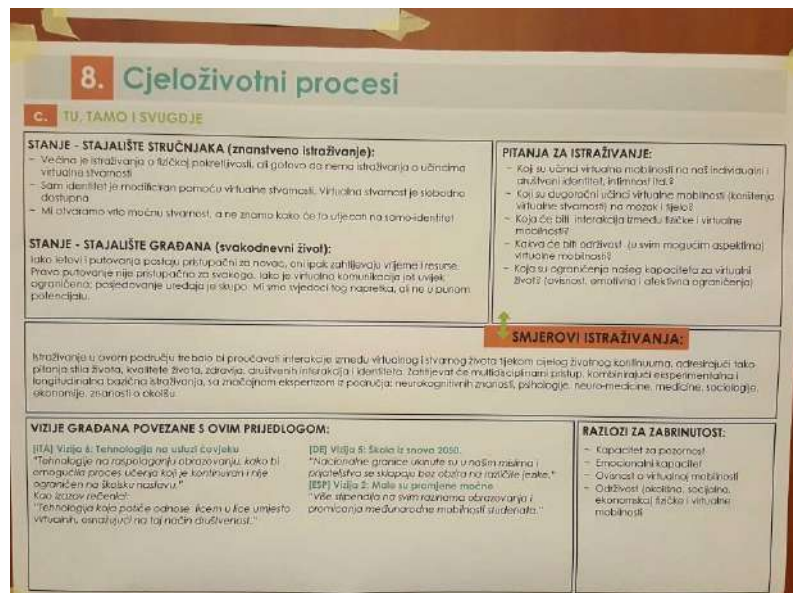 8. Cjeloživotni procesi
C. TU, TAMO I SVUGDJE
STANJE - STAJALIŠTE STRUČNJAKA (znanstveno istraživanje):
- Većina je istraživanja o fizičkoj pokretljivosti, ali gotovo da nema istraživanja o učincima
virtualne stvarnosti
- Sam identitet je modificiran pomoću virtualne stvarnosti. Virtualna stvarnost je slobodno
dostupna
- Mi otvaramo vrlo moćnu stvarnost, a ne znamo kako će to utjecati na samo-identitet
STANJE - STAJALIŠTE GRAĐANA (svakodnevni život):
Iako letovi i putovanja postaju pristupačni za novac, oni ipak zahtijevaju vrijeme i resurse.
Pravo putovanje nije pristupačno za svakoga. Iako je virtualna komunikacija još uvijek
ograničena; posjedovanje uređaja je skupo. Mi smo svjedoci tog napretka, ali ne u punom
potencijalu.
PITANJA ZA ISTRAŽIVANJE:
- Koji su učinci virtualne mobilnosti na naš individualni i
društveni identitet, intimnost itd.?
- Koji su dugoročni učinci virtualne mobilnosti (korištenja
virtualne stvarnosti) na mozak i tijelo?
- Koja će biti interakcija između fizičke i virtualne
mobilnosti?
- Kakva će biti održivost (u svim mogućim aspektima)
virtualne mobilnosti?
- Koja su ograničenja našeg kapaciteta za virtualni
život? (ovisnost, emotivna i afektivna ograničenja)
SMJEROVI ISTRAŽIVANJA:
Istraživanje u ovom području trebalo bi proučavati interakcije između virtualnog i stvarnog života tijekom cijelog životnog kontinuuma, adresirajući tako
pitanja stila života, kvalitete života, zdravlja, društvenih interakcija i identiteta. Zahtijevat će multidisciplinarni pristup, kombinirajući eksperimentalna i
longitudinalna bazična istraživanja, sa značajnom ekspertizom iz područja: neurokognitivnih znanosti, psihologije, neuro-medicine, medicine, sociologije,
ekonomije, znanosti o okolišu.
VIZIJE GRAĐANA POVEZANE S OVIM PRIJEDLOGOM:
[ITA] Vizija 6: Tehnologija na usluzi čovjeku
"Tehnologije na raspolaganju obrazovanju, kako bi
omogućila proces učenja koji je kontinuiran i nije
ograničen na školsku nastavu."
Kao izazov rečenici:
"Tehnologija koja potiče odnose licem u lice umjesto
virtualnih, osnažujući na taj način društvenost."
[DE] Vizija 5: Škola iz snova 2050.
"Nacionalne granice ukinute su u našim mislima i
prijateljstva se sklapaju bez obzira na različite jezike."
[ESP] Vizija 2: Male su promjene moćne
"Više stipendija na svim razinama obrazovanja i
promicanja međunarodne mobilnosti studenata."
RAZLOZI ZA ZABRINUTOST:
- Kapacitet za pozornost
- Emocionalni kapacitet
- Ovisnost o virtualnoj mobilnosti
- Održivost (okolišna, socijalna,
ekonomska) fizičke i virtualne
mobilnosti